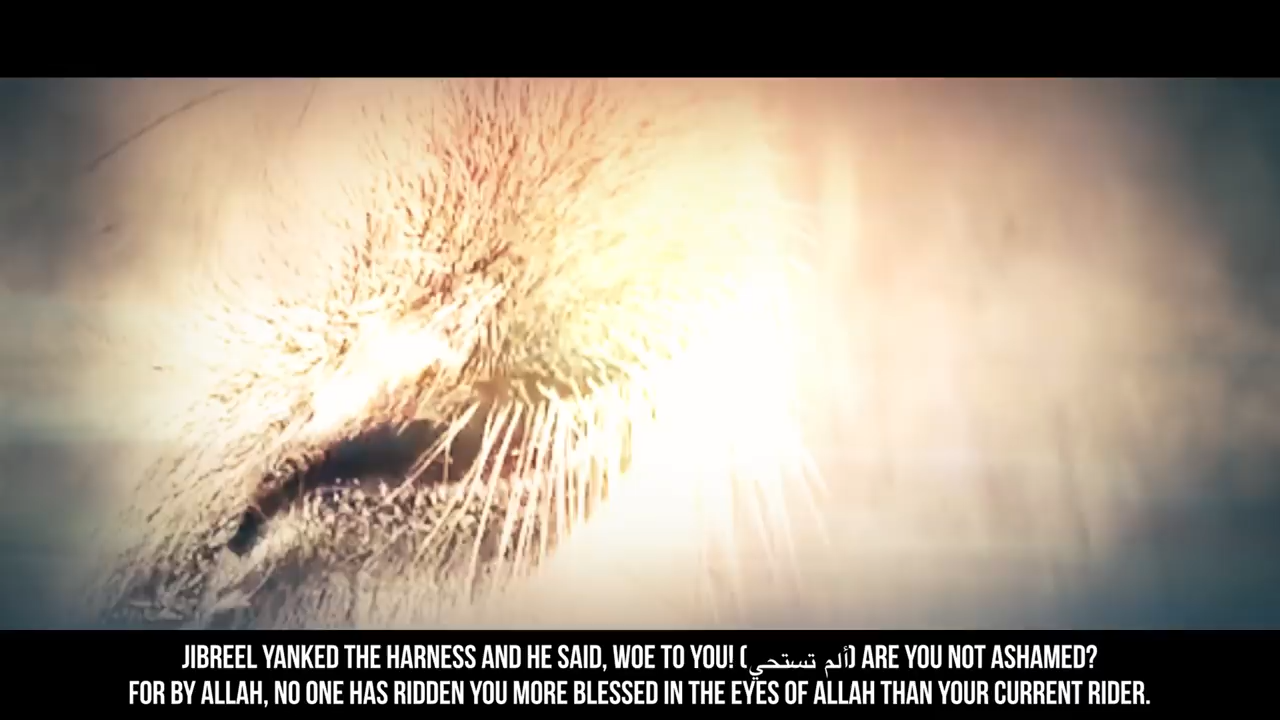 JIBREEL YANKED THE HARNESS AND HE SAID, WOE TO YOU! (ألم تستحي) ARE YOU NOT ASHAMED?
FOR BY ALLAH, NO ONE HAS RIDDEN YOU MORE BLESSED IN THE EYES OF ALLAH THAN YOUR CURRENT RIDER.